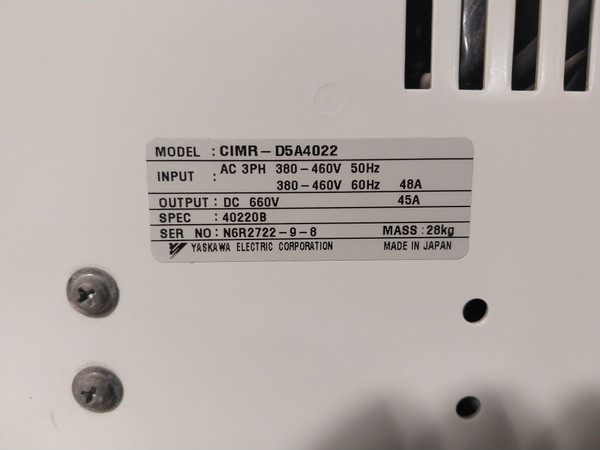 MODEL : CIMR-D5A4022
INPUT : AC 3PH 380-460V 50Hz
380-460V 60Hz 48A
OUTPUT : DC 660V 45A
SPEC : 40220B
SER NO : N6R2722-9-8 MASS : 28kg
YASKAWA ELECTRIC CORPORATION MADE IN JAPAN